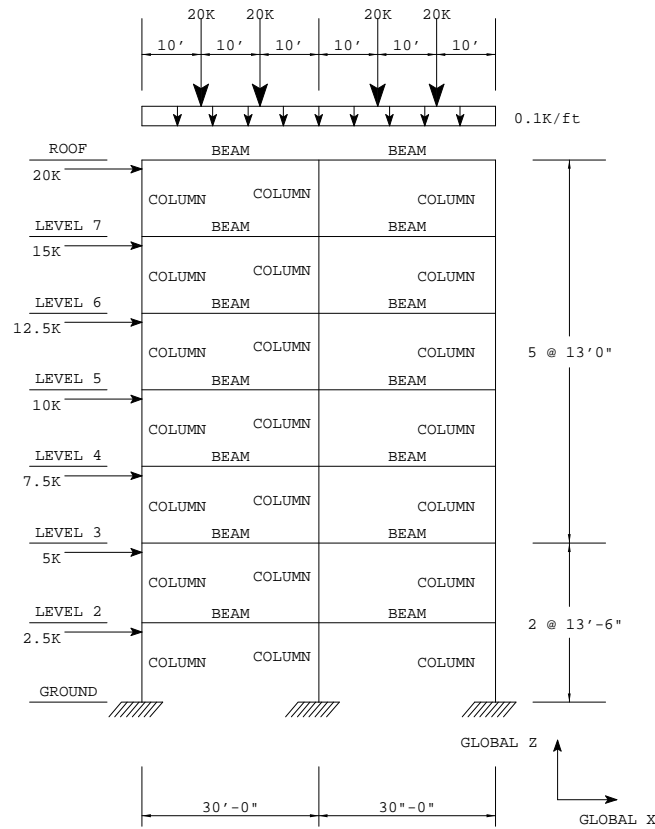 20K 20K 20K 20K
10' 10' 10' 10' 10' 10'
0.1K/ft
ROOF BEAM BEAM
20K
COLUMN COLUMN COLUMN
LEVEL 7 BEAM BEAM
15K
COLUMN COLUMN COLUMN
LEVEL 6 BEAM BEAM
12.5K
COLUMN COLUMN COLUMN
5 @ 13'0"
LEVEL 5 BEAM BEAM
10K
COLUMN COLUMN COLUMN
LEVEL 4 BEAM BEAM
7.5K
COLUMN COLUMN COLUMN
LEVEL 3 BEAM BEAM
5K
COLUMN COLUMN COLUMN
LEVEL 2 BEAM BEAM
2 @ 13'-6"
2.5K
COLUMN COLUMN COLUMN
GROUND
GLOBAL Z
30'-0" 30"-0"
GLOBAL X